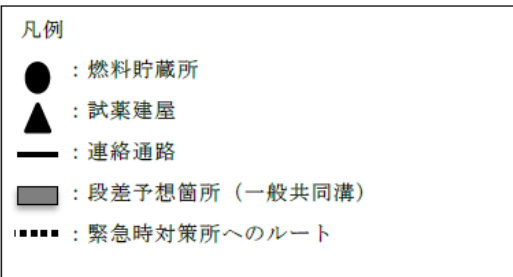 凡例
：燃料貯蔵所
：試薬建屋
：連絡通路
：段差予想箇所（一般共同溝）
：緊急時対策所へのルート